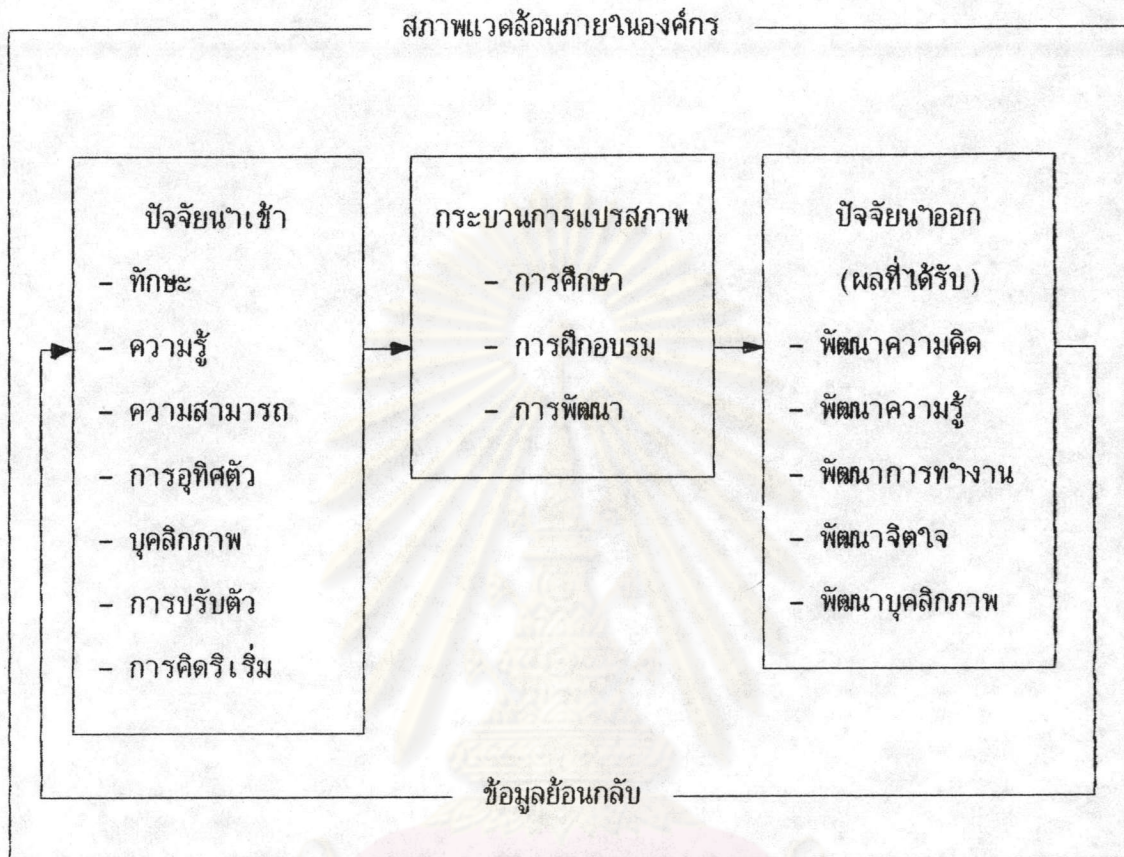 สภาพแวดล้อมภายในองค์กร
ปัจจัยนำเข้า
- ทักษะ
- ความรู้
- ความสามารถ
- การอุทิศตัว
- บุคลิกภาพ
- การปรับตัว
- การคิดริเริ่ม
กระบวนการแปรสภาพ
- การศึกษา
- การฝึกอบรม
- การพัฒนา
ปัจจัยนำออก
(ผลที่ได้รับ)
- พัฒนาความคิด
- พัฒนาความรู้
- พัฒนาการทำงาน
- พัฒนาจิตใจ
- พัฒนาบุคลิกภาพ
ข้อมูลย้อนกลับ